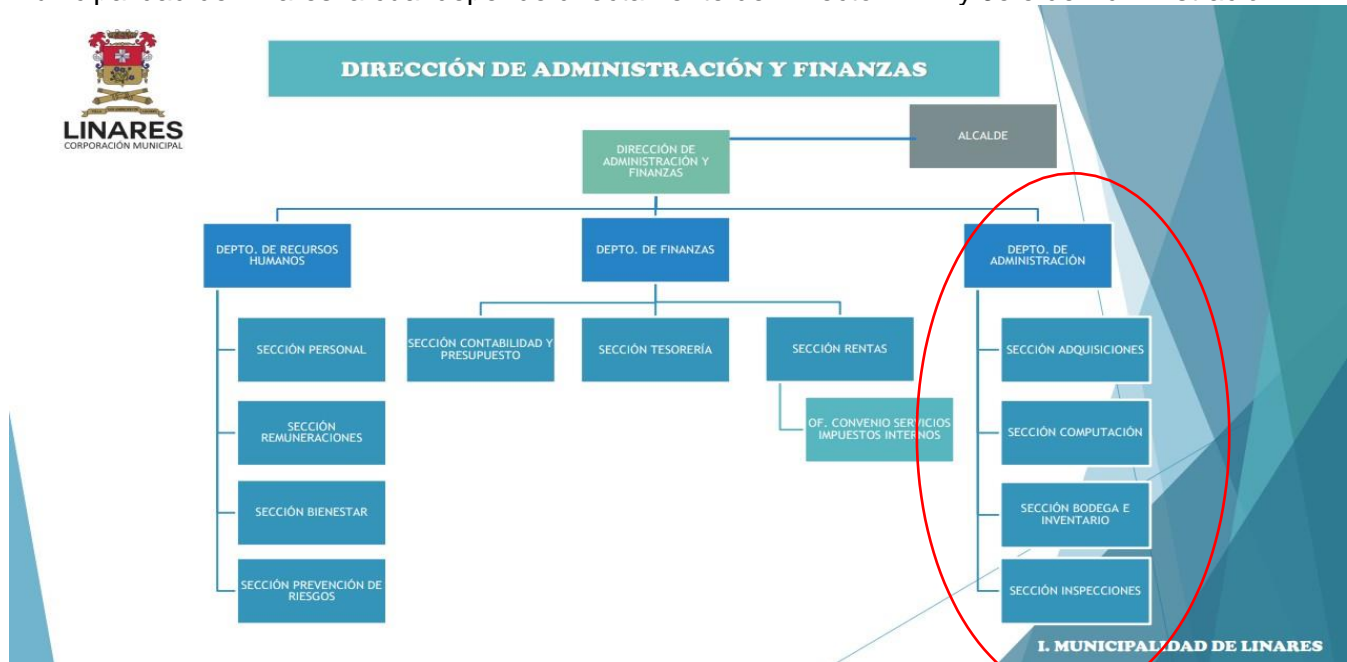 DIRECCIÓN DE ADMINISTRACIÓN Y FINANZAS
LINARES
CORPORACIÓN MUNICIPAL
ALCALDE
DIRECCIÓN DE
ADMINISTRACIÓN Y
FINANZAS
DEPTO. DE RECURSOS
HUMANOS
DEPTO. DE FINANZAS
DEPTO. DE
ADMINISTRACIÓN
SECCIÓN PERSONAL
SECCIÓN CONTABILIDAD Y
PRESUPUESTO
SECCIÓN TESORERÍA
SECCIÓN RENTAS
SECCIÓN ADQUISICIONES
SECCIÓN
REMUNERACIONES
OF. CONVENIO SERVICIOS
IMPUESTOS INTERNOS
SECCIÓN COMPUTACIÓN
SECCIÓN BIENESTAR
SECCIÓN BODEGA E
INVENTARIO
SECCIÓN PREVENCIÓN DE
RIESGOS
SECCIÓN INSPECCIONES
I. MUNICIPALIDAD DE LINARES